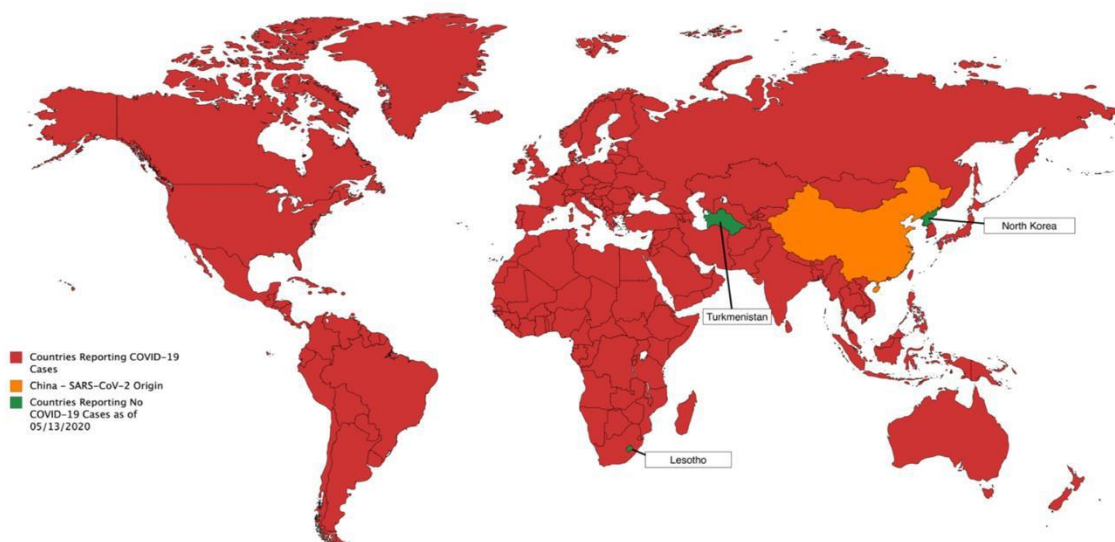 North Korea
Turkmenistan
Countries Reporting COVID-19
Cases
China - SARS-CoV-2 Origin
Countries Reporting No
COVID-19 Cases as of
05/13/2020
Lesotho